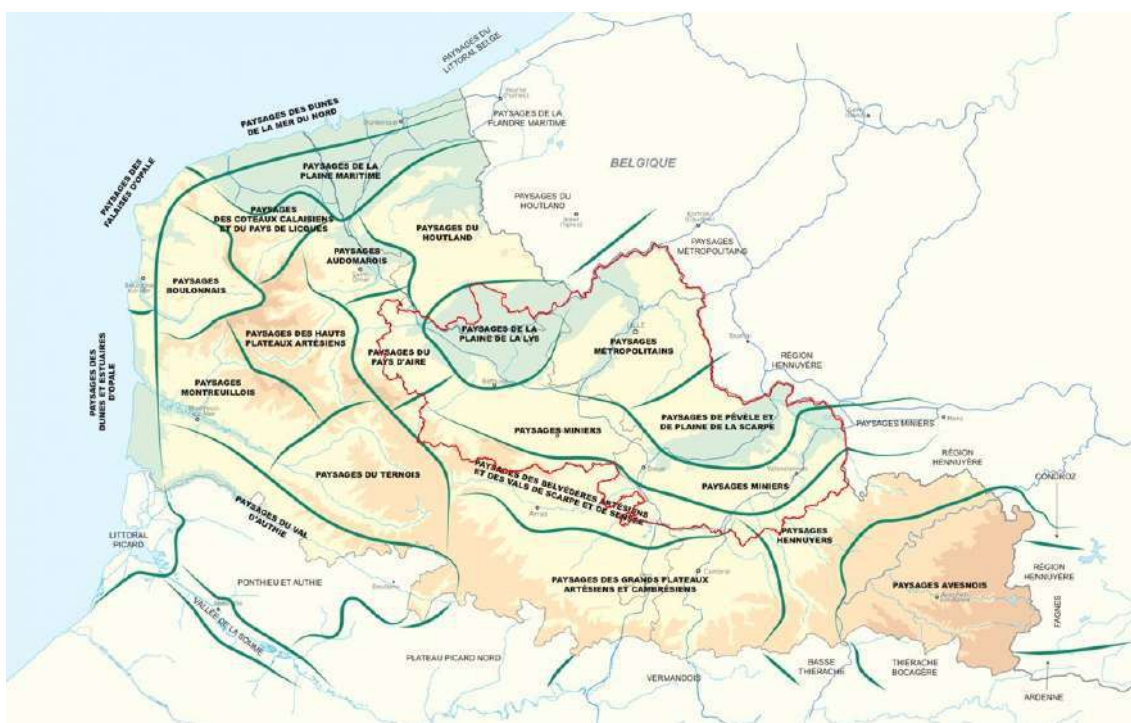 PAYSAGES DU
LITTORAL BELGE
PAYSAGES DES DUNES
DE LA MER DU NORD
PAYSAGES DE LA
FLANDRE MARITIME
BELGIQUE
PAYSAGES DES
FALAISES D'OPALE
PAYSAGES DE LA
PLAINE MARITIME
PAYSAGES DU
HOUTLAND
PAYSAGES
DES COTEAUX CALAISIENS
ET DU PAYS DE LICQUES
PAYSAGES DU
HOUTLAND
PAYSAGES
MÉTROPOLITAINS
PAYSAGES
AUDOMAROIS
PAYSAGES
BOULONNAIS
PAYSAGES DES HAUTS
PLATEAUX ARTÉSIENS
PAYSAGES DE LA
PLAINE DE LA LYS
LILLE
PAYSAGES
MÉTROPOLITAINS
Tournai
PAYSAGES DU
PAYS D'AIRE
RÉGION
HENNUYÈRE
PAYSAGES DES
DUNES ET ESTUAIRES
D'OPALE
PAYSAGES
MONTREUILLOIS
PAYSAGES DE PÉVÈLE ET
DE PLAINE DE LA SCARPE
PAYSAGES MINIERS
Mons
PAYSAGES MINIERS
RÉGION
HENNUYÈRE
PAYSAGES DU TERNOIS
Douai
Valenciennes
PAYSAGES MINIERS
CONDROZ
PAYSAGES DES BELVÉDÈRES ARTÉSIENS
ET DES VALS DE SCARPE ET DE SENSÉE
Arras
PAYSAGES DU VAL
D'AUTHIE
PAYSAGES
HENNUYERS
LITTORAL
PICARD
RÉGION
HENNUYÈRE
PONTHIEU ET AUTHIE
Cambrai
PAYSAGES DES GRANDS PLATEAUX
ARTÉSIENS ET CAMBRÉSIENS
PAYSAGES AVESNOIS
FAGNES
VALLÉE DE LA SOMME
PLATEAU PICARD NORD
VERMANDOIS
BASSE
THIÉRACHE
THIÉRACHE
BOCAGÈRE
ARDENNE